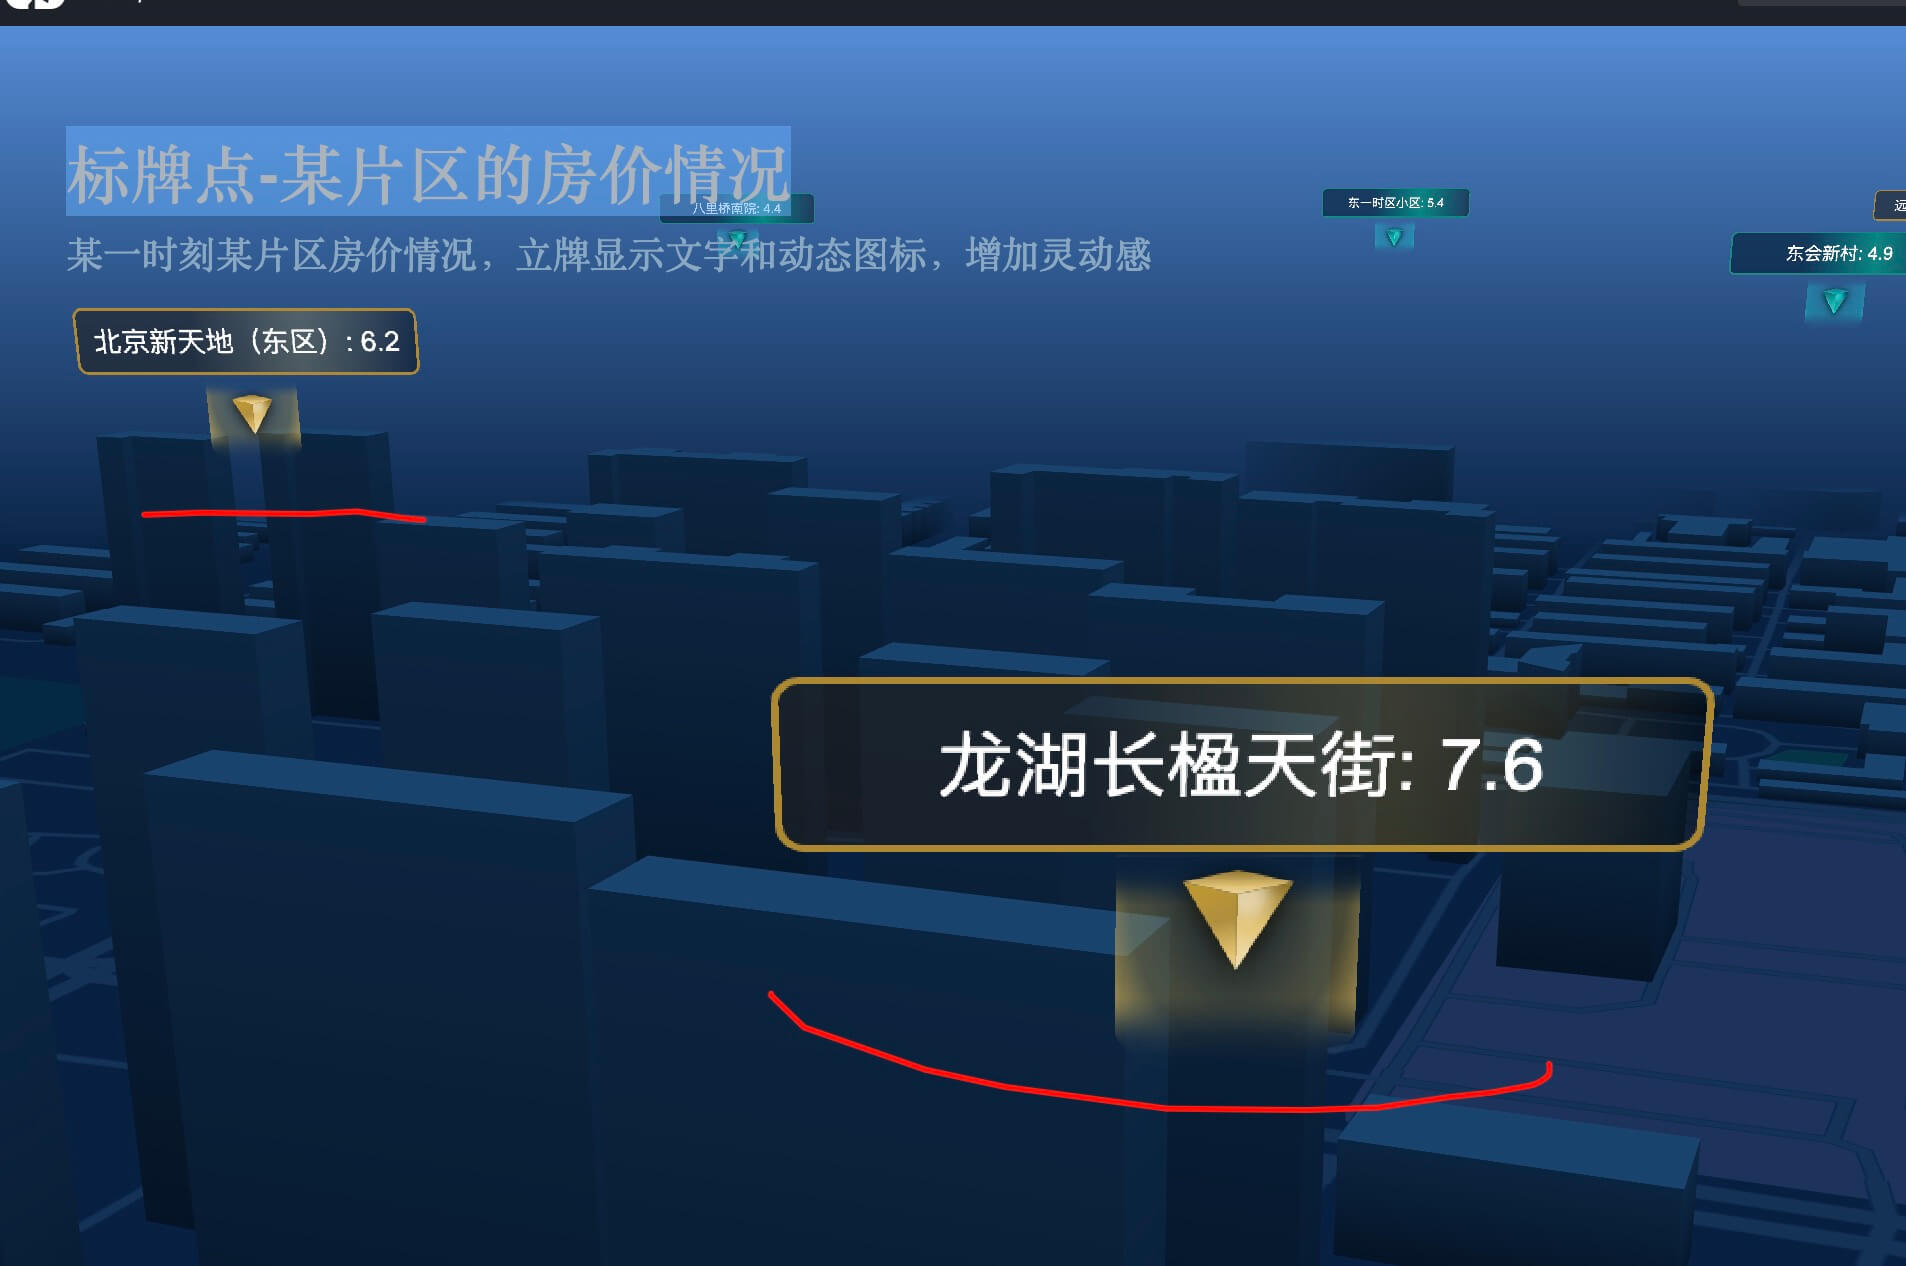 标牌点-某片区的房价情况
八里桥南院: 4.4
东一时区小区: 5.4
远
东会新村: 4.9
某一时刻某片区房价情况，立牌显示文字和动态图标，增加灵动感
北京新天地（东区）: 6.2
龙湖长楹天街: 7.6